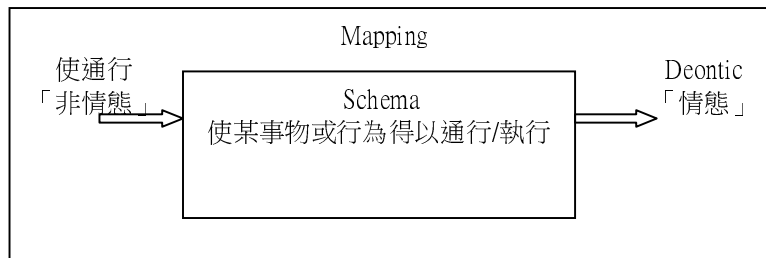 Mapping
使通行
「非情態」
Schema
使某事物或行為得以通行/執行
Deontic
「情態」